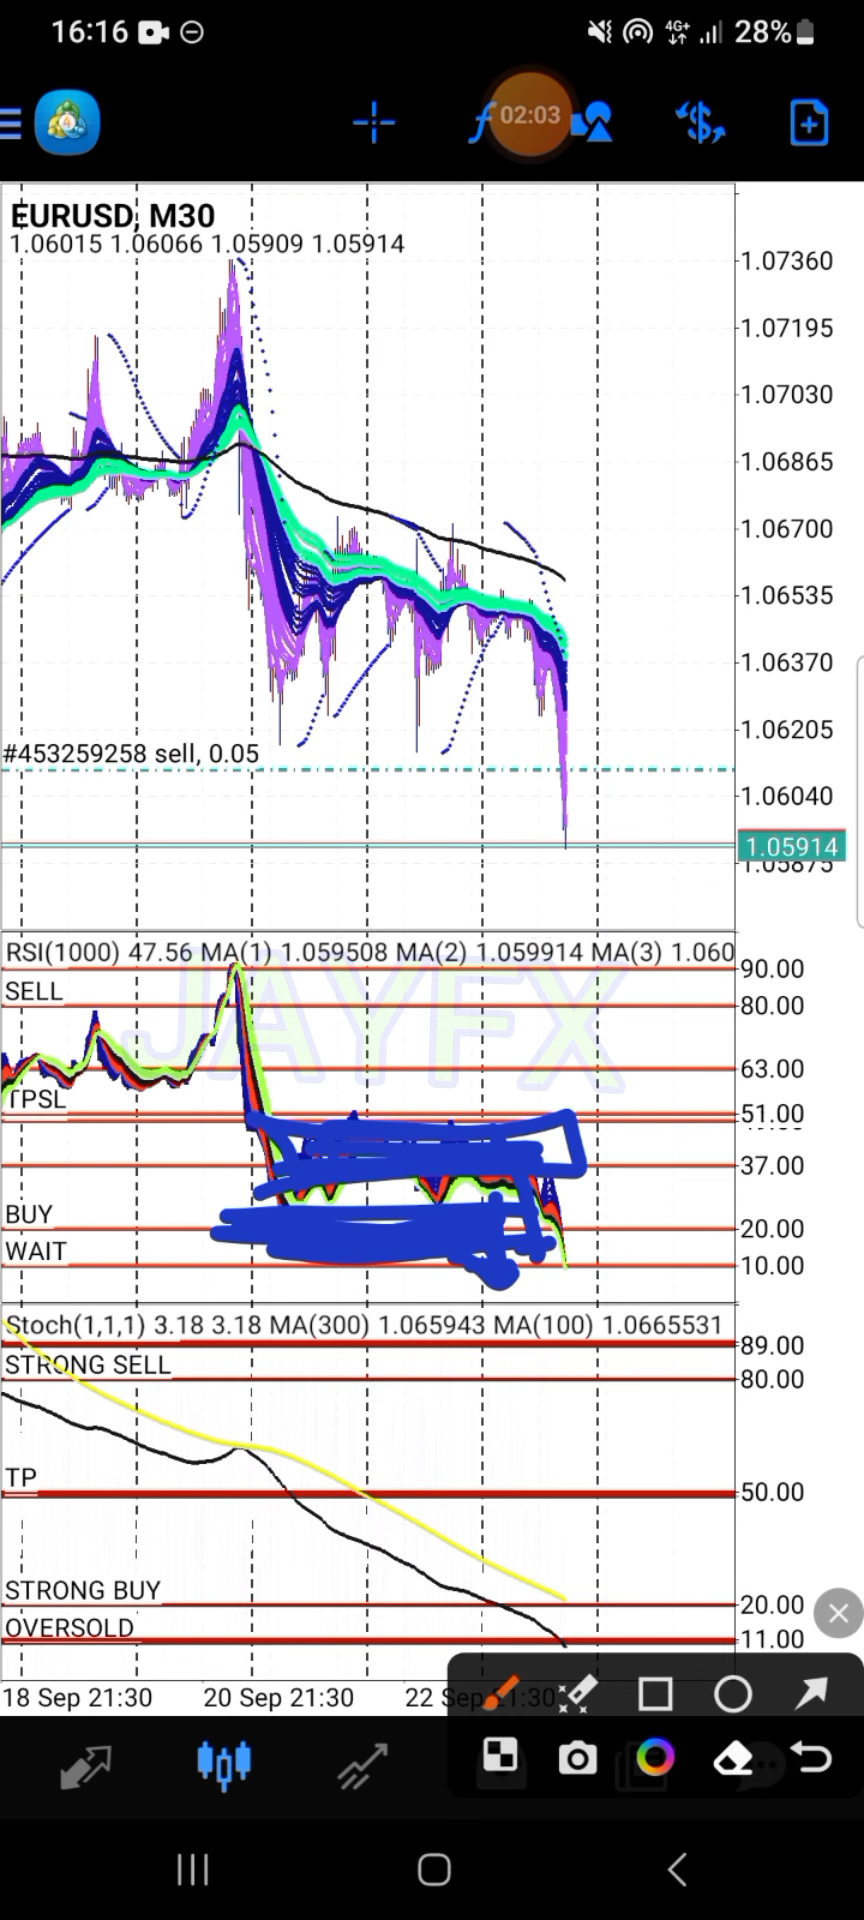 16:16
4G+
28%
4
02:03
EURUSD, M30
1.06015 1.06066 1.05909 1.05914
1.07360
1.07195
1.07030
1.06865
1.06700
1.06535
1.06370
1.06205
#453259258 sell, 0.05
1.06040
1.05914
1.05875
RSI(1000) 47.56 MA(1) 1.059508 MA(2) 1.059914 MA(3) 1.060
90.00
SELL
80.00
JAYFX
63.00
TPSL
51.00
37.00
BUY
20.00
WAIT
10.00
Stoch(1,1,1) 3.18 3.18 MA(300) 1.065943 MA(100) 1.0665531
89.00
STRONG SELL
80.00
TP
50.00
STRONG BUY
20.00
OVERSOLD
11.00
18 Sep 21:30 20 Sep 21:30 22 Sep 21:30